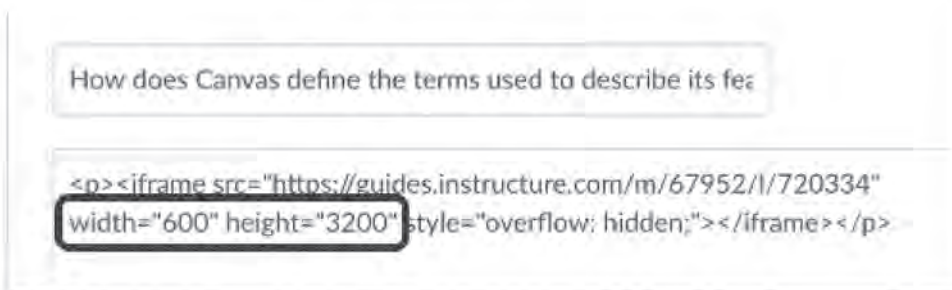 How does Canvas define the terms used to describe its fea
<p><iframe src="https://guides.instructure.com/m/67952/l/720334"
width="600" height="3200" style="overflow: hidden;"></iframe></p>